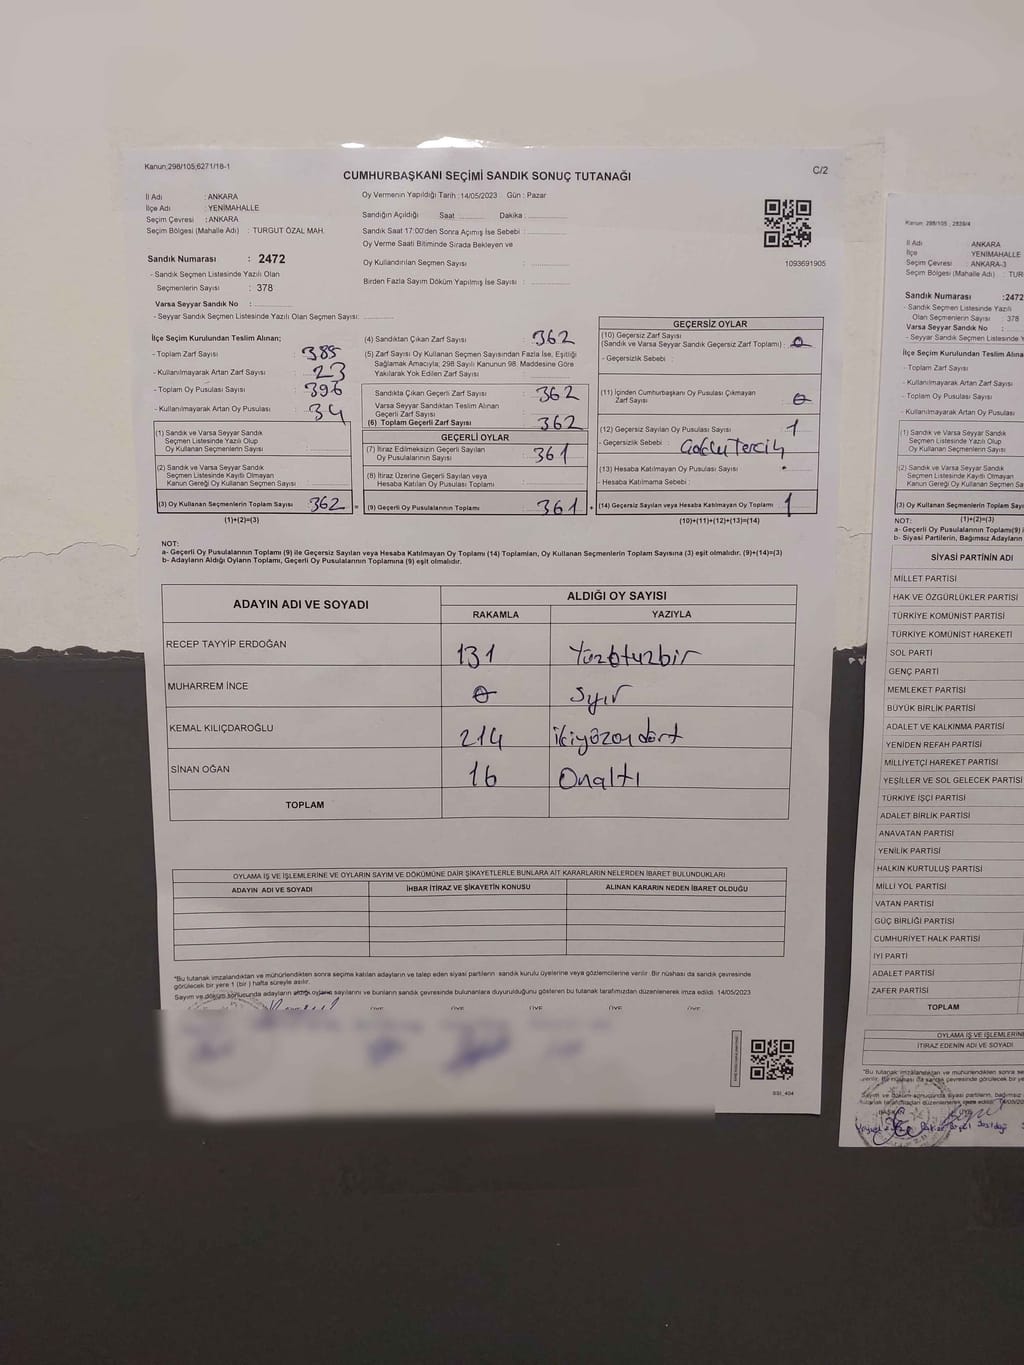 Kanun;298/105;6271/18-1
CUMHURBAŞKANI SEÇİMİ SANDIK SONUÇ TUTANAĞI
C/2
İl Adı : ANKARA
İlçe Adı : YENİMAHALLE
Seçim Çevresi : ANKARA
Seçim Bölgesi (Mahalle Adı) : TURGUT ÖZAL MAH.
Oy Vermenin Yapıldığı Tarih :14/05/2023 Gün : Pazar
Sandığın Açıldığı Saat Dakika :
Sandık Saat 17:00'den Sonra Açımış İse Sebebi :
Oy Verme Saati Bitiminde Sırada Bekleyen ve
Oy Kullandırılan Seçmen Sayısı :
Birden Fazla Sayım Döküm Yapılmış İse Sayısı :
1093691905
Sandık Numarası : 2472
- Sandık Seçmen Listesinde Yazılı Olan
Seçmenlerin Sayısı : 378
Varsa Seyyar Sandık No :
- Seyyar Sandık Seçmen Listesinde Yazılı Olan Seçmen Sayısı:
İlçe Seçim Kurulundan Teslim Alınan;
- Toplam Zarf Sayısı : 385
- Kullanılmayarak Artan Zarf Sayısı : 23
- Toplam Oy Pusulası Sayısı : 396
- Kullanılmayarak Artan Oy Pusulası : 34
(1) Sandık ve Varsa Seyyar Sandık
Seçmen Listesinde Yazılı Olup
Oy Kullanan Seçmenlerin Sayısı :
(2) Sandık ve Varsa Seyyar Sandık
Seçmen Listesinde Kayıtlı Olmayan
Kanun Gereği Oy Kullanan Seçmen Sayısı :
(3) Oy Kullanan Seçmenlerin Toplam Sayısı 362
(1)+(2)=(3)
(4) Sandıktan Çıkan Zarf Sayısı : 362
(5) Zarf Sayısı Oy Kullanan Seçmen Sayısından Fazla İse, Eşitliği
Sağlamak Amacıyla; 298 Sayılı Kanunun 98. Maddesine Göre
Yakılarak Yok Edilen Zarf Sayısı :
Sandıkta Çıkan Geçerli Zarf Sayısı : 362
Varsa Seyyar Sandıktan Teslim Alınan
Geçerli Zarf Sayısı :
(6) Toplam Geçerli Zarf Sayısı : 362
GEÇERLİ OYLAR
(7) İtiraz Edilmeksizin Geçerli Sayılan
Oy Pusulalarının Sayısı : 361
(8) İtiraz Üzerine Geçerli Sayılan veya
Hesaba Katılan Oy Pusulası Toplamı :
(9) Geçerli Oy Pusulalarının Toplamı : 361
GEÇERSİZ OYLAR
(10) Geçersiz Zarf Sayısı
(Sandık ve Varsa Seyyar Sandık Geçersiz Zarf Toplamı) : 0
- Geçersizlik Sebebi :
(11) İçinden Cumhurbaşkanı Oy Pusulası Çıkmayan
Zarf Sayısı : 0
(12) Geçersiz Sayılan Oy Pusulası Sayısı : 1
- Geçersizlik Sebebi : Çoklu Tercih
(13) Hesaba Katılmayan Oy Pusulası Sayısı :
- Hesaba Katılmama Sebebi :
(14) Geçersiz Sayılan veya Hesaba Katılmayan Oy Toplamı 1
(10)+(11)+(12)+(13)=(14)
NOT:
a- Geçerli Oy Pusulalarının Toplamı (9) ile Geçersiz Sayılan veya Hesaba Katılmayan Oy Toplamı (14) Toplamları, Oy Kullanan Seçmenlerin Toplam Sayısına (3) eşit olmalıdır. (9)+(14)=(3)
b- Adayların Aldığı Oyların Toplamı, Geçerli Oy Pusulalarının Toplamına (9) eşit olmalıdır.
ADAYIN ADI VE SOYADI ALDIĞI OY SAYISI
RAKAMLA YAZIYLA
RECEP TAYYİP ERDOĞAN 131 Yüzotuzbir
MUHARREM İNCE 0 Sıfır
KEMAL KILIÇDAROĞLU 214 ikiyüzondört
SİNAN OĞAN 16 Onaltı
TOPLAM
OYLAMA İŞ VE İŞLEMLERİNE VE OYLARIN SAYIM VE DÖKÜMÜNE DAİR ŞİKAYETLERLE BUNLARA AİT KARARLARIN NELERDEN İBARET BULUNDUKLARI
ADAYIN ADI VE SOYADI İHBAR İTİRAZ VE ŞİKAYETİN KONUSU ALINAN KARARIN NEDEN İBARET OLDUĞU
*Bu tutanak imzalandıktan ve mühürlendikten sonra seçime katılan adayların ve talep eden siyasi partilerin sandık kurulu üyelerine veya gözlemcilerine verilir. Bir nüshası da sandık çevresinde
görülecek bir yere 1 (bir) hafta süreyle asılır.
Sayım ve döküm sonucunda adayların aldığı oyların sayılarını ve bunların sandık çevresinde bulunanlara duyurulduğunu gösteren bu tutanak tarafımızdan düzenlenerek imza edildi. 14/05/2023
ÜYE ÜYE ÜYE ÜYE ÜYE
SSI_404
Kanun; 298/105 ; 2839/4
İl Adı : ANKARA
İlçe : YENİMAHALLE
Seçim Çevresi : ANKARA-3
Seçim Bölgesi (Mahalle Adı) : TUR
Sandık Numarası :2472
- Sandık Seçmen Listesinde Yazılı
Olan Seçmenlerin Sayısı : 378
Varsa Seyyar Sandık No :
- Seyyar Sandık Seçmen Listesinde Y
İlçe Seçim Kurulundan Teslim Alınan
- Toplam Zarf Sayısı
- Kullanılmayarak Artan Zarf Sayısı
- Toplam Oy Pusulası Sayısı
- Kullanılmayarak Artan Oy Pusulası
(1) Sandık ve Varsa Seyyar Sandık
Seçmen Listesinde Yazılı Olup
Oy Kullanan Seçmenlerin Sayısı
(2) Sandık ve Varsa Seyyar Sandık
Seçmen Listesinde Kayıtlı Olmayan
Kanun Gereği Oy Kullanan Seçmen Sa
(3) Oy Kullanan Seçmenlerin Toplam Sayısı
(1)+(2)=(3)
NOT:
a- Geçerli Oy Pusulalarının Toplamı(9)
b- Siyasi Partilerin, Bağımsız Adayların
SİYASİ PARTİNİN ADI
MİLLET PARTİSİ
HAK VE ÖZGÜRLÜKLER PARTİSİ
TÜRKİYE KOMÜNİST PARTİSİ
TÜRKİYE KOMÜNİST HAREKETİ
SOL PARTİ
GENÇ PARTİ
MEMLEKET PARTİSİ
BÜYÜK BİRLİK PARTİSİ
ADALET VE KALKINMA PARTİSİ
YENİDEN REFAH PARTİSİ
MİLLİYETÇİ HAREKET PARTİSİ
YEŞİLLER VE SOL GELECEK PARTİSİ
TÜRKİYE İŞÇİ PARTİSİ
ADALET BİRLİK PARTİSİ
ANAVATAN PARTİSİ
YENİLİK PARTİSİ
HALKIN KURTULUŞ PARTİSİ
MİLLİ YOL PARTİSİ
VATAN PARTİSİ
GÜÇ BİRLİĞİ PARTİSİ
CUMHURİYET HALK PARTİSİ
İYİ PARTİ
ADALET PARTİSİ
ZAFER PARTİSİ
TOPLAM
OYLAMA İŞ VE İŞLEMLERİNE
İTİRAZ EDENİN ADI VE SOYADI
*Bu tutanak imzalandıktan ve mühürlendikten sonra se
verilir. Bir nüshası da sandık çevresinde görülecek bir ye
Sayım ve döküm sonucunda siyasi partilerin, bağımsız